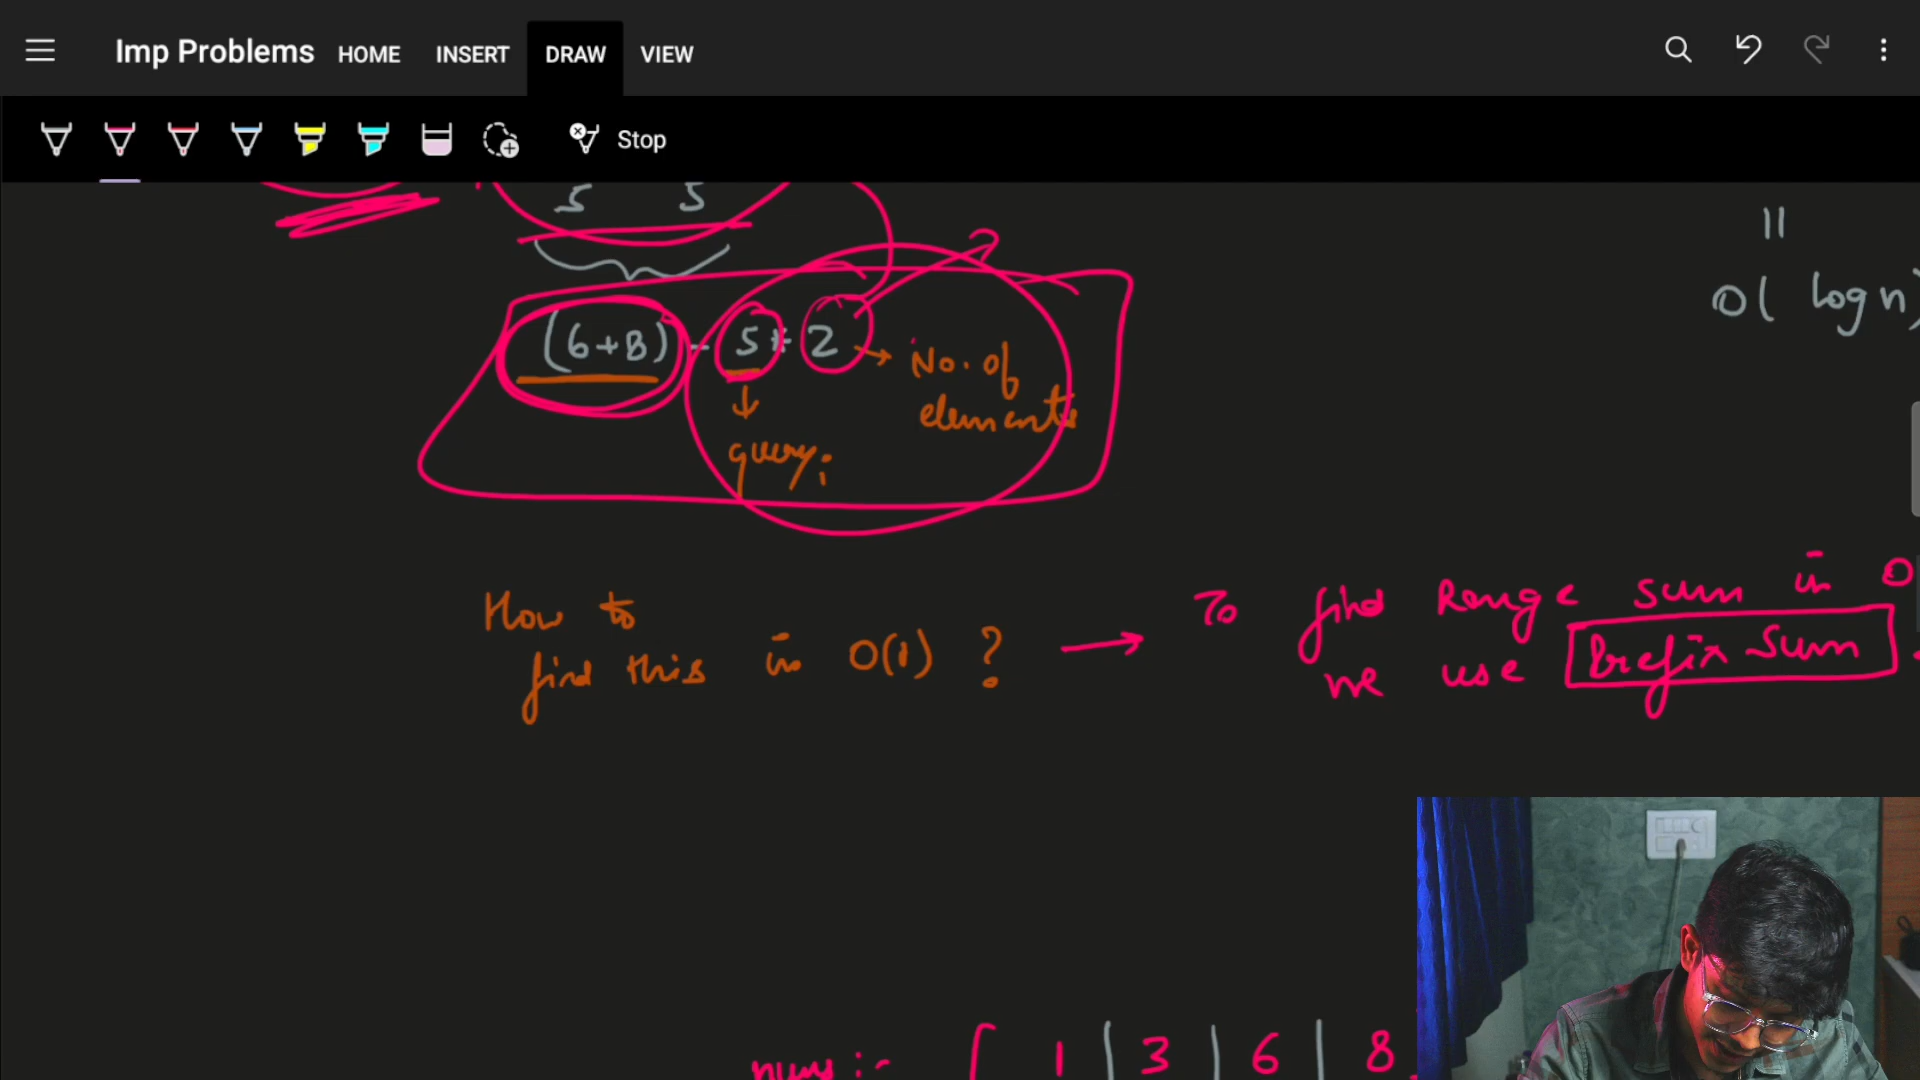 Imp Problems HOME INSERT DRAW VIEW
Stop
5 5
(6+8) - 5 * 2 → No. of
elements
↓
query i
||
O( log n)
How to
find this in O(1) ?
→ To find Range sum in O
we use Prefix Sum
nums :- [ 1 | 3 | 6 | 8